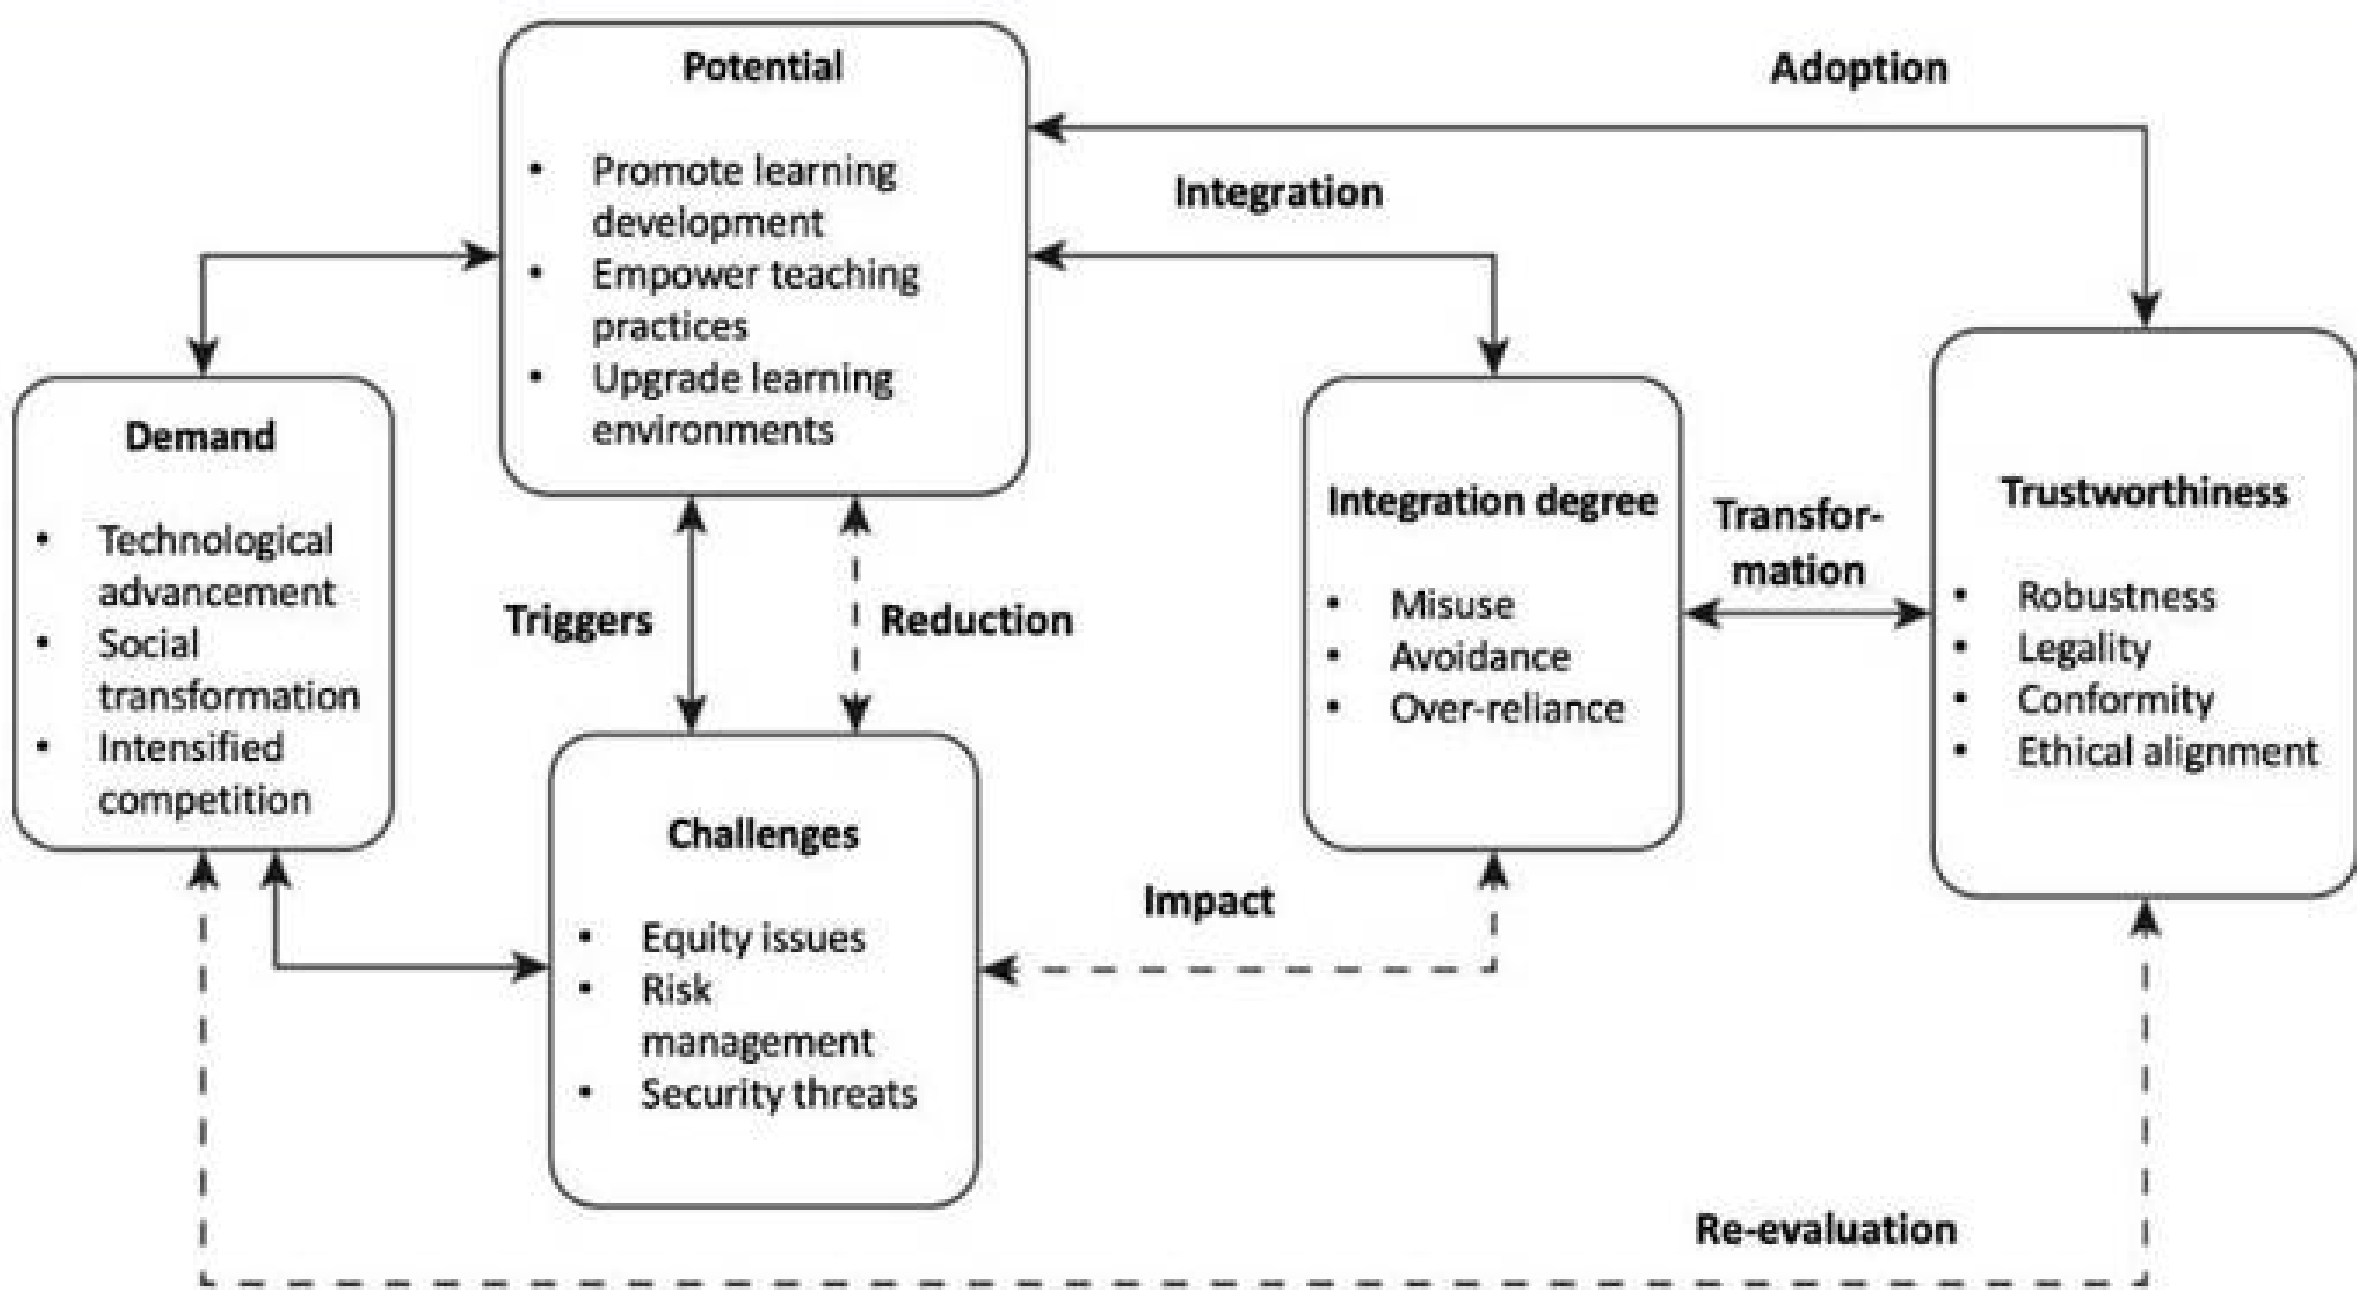 Potential
• Promote learning
development
• Empower teaching
practices
• Upgrade learning
environments
Adoption
Integration
Demand
• Technological
advancement
• Social
transformation
• Intensified
competition
Triggers
Reduction
Integration degree
• Misuse
• Avoidance
• Over-reliance
Transfor-
mation
Trustworthiness
• Robustness
• Legality
• Conformity
• Ethical alignment
Challenges
• Equity issues
• Risk
management
• Security threats
Impact
Re-evaluation